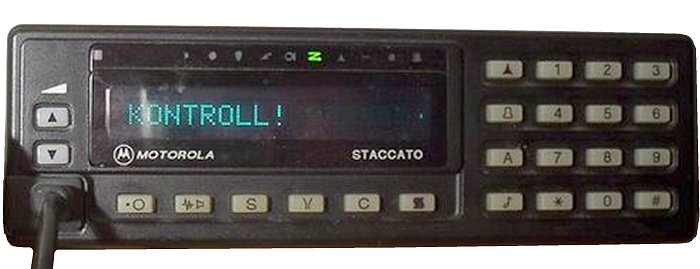 KONTROLL!
MOTOROLA STACCATO
S C
1 2 3
4 5 6
A 7 8 9
* 0 #